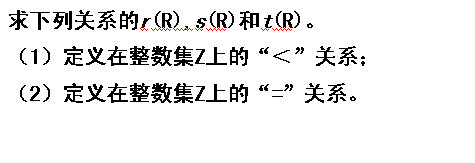 求下列关系的r(R),s(R)和t(R)。
（1）定义在整数集Z上的“＜”关系；
（2）定义在整数集Z上的“=”关系。